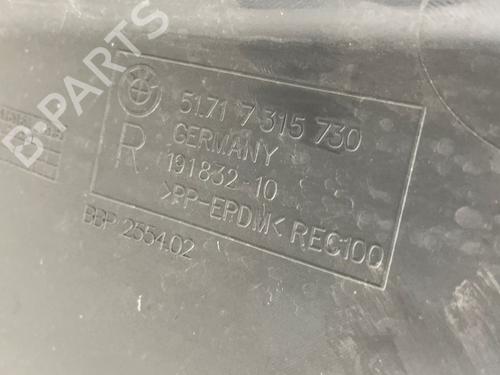 B-PARTS
51.71 7 315 730
GERMANY
R
191832-10
>PP-EPDM< REC100
BBP 2554.02